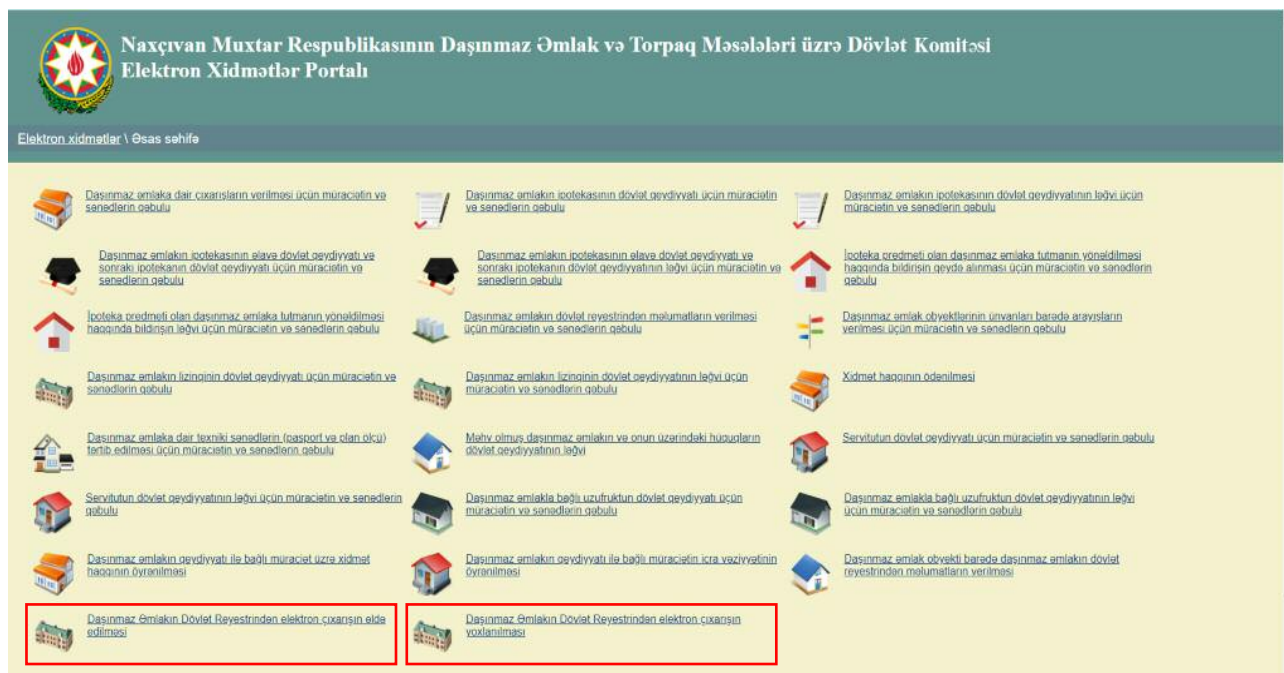 Naxçıvan Muxtar Respublikasının Daşınmaz Əmlak və Torpaq Məsələləri üzrə Dövlət Komitəsi
Elektron Xidmətlər Portalı
Elektron xidmətlər \ Əsas səhifə
Daşınmaz əmlaka dair çıxarışların verilməsi üçün müraciətin və
sənədlərin qəbulu
Daşınmaz əmlakın ipotekasının dövlət qeydiyyatı üçün müraciətin
və sənədlərin qəbulu
Daşınmaz əmlakın ipotekasının dövlət qeydiyyatının ləğvi üçün
müraciətin və sənədlərin qəbulu
Daşınmaz əmlakın ipotekasının əlavə dövlət qeydiyyatı və
sonrakı ipotekanın dövlət qeydiyyatı üçün müraciətin və
sənədlərin qəbulu
Daşınmaz əmlakın ipotekasının əlavə dövlət qeydiyyatı və
sonrakı ipotekanın dövlət qeydiyyatının ləğvi üçün müraciətin və
sənədlərin qəbulu
İpoteka predmeti olan daşınmaz əmlaka tutmanın yönəldilməsi
haqqında bildirişin qeydə alınması üçün müraciətin və sənədlərin
qəbulu
İpoteka predmeti olan daşınmaz əmlaka tutmanın yönəldilməsi
haqqında bildirişin ləğvi üçün müraciətin və sənədlərin qəbulu
Daşınmaz əmlakın dövlət reyestrindən məlumatların verilməsi
üçün müraciətin və sənədlərin qəbulu
Daşınmaz əmlak obyektlərinin ünvanları barədə arayışların
verilməsi üçün müraciətin və sənədlərin qəbulu
Daşınmaz əmlakın lizinqinin dövlət qeydiyyatı üçün müraciətin və
sənədlərin qəbulu
Daşınmaz əmlakın lizinqinin dövlət qeydiyyatının ləğvi üçün
müraciətin və sənədlərin qəbulu
Xidmət haqqının ödənilməsi
Daşınmaz əmlaka dair texniki sənədlərin (pasport və plan ölçü)
tərtib edilməsi üçün müraciətin və sənədlərin qəbulu
Məhv olmuş daşınmaz əmlakın və onun üzərindəki hüquqların
dövlət qeydiyyatının ləğvi
Servitutun dövlət qeydiyyatı üçün müraciətin və sənədlərin qəbulu
Servitutun dövlət qeydiyyatının ləğvi üçün müraciətin və sənədlərin
qəbulu
Daşınmaz əmlakla bağlı uzufruktun dövlət qeydiyyatı üçün
müraciətin və sənədlərin qəbulu
Daşınmaz əmlakla bağlı uzufruktun dövlət qeydiyyatının ləğvi
üçün müraciətin və sənədlərin qəbulu
Daşınmaz əmlakın qeydiyyatı ilə bağlı müraciət üzrə xidmət
haqqının öyrənilməsi
Daşınmaz əmlakın qeydiyyatı ilə bağlı müraciətin icra vəziyyətinin
öyrənilməsi
Daşınmaz əmlak obyekti barədə daşınmaz əmlakın dövlət
reyestrindən məlumatların verilməsi
Daşınmaz Əmlakın Dövlət Reyestrindən elektron çıxarışın əldə
edilməsi
Daşınmaz Əmlakın Dövlət Reyestrindən elektron çıxarışın
yoxlanılması